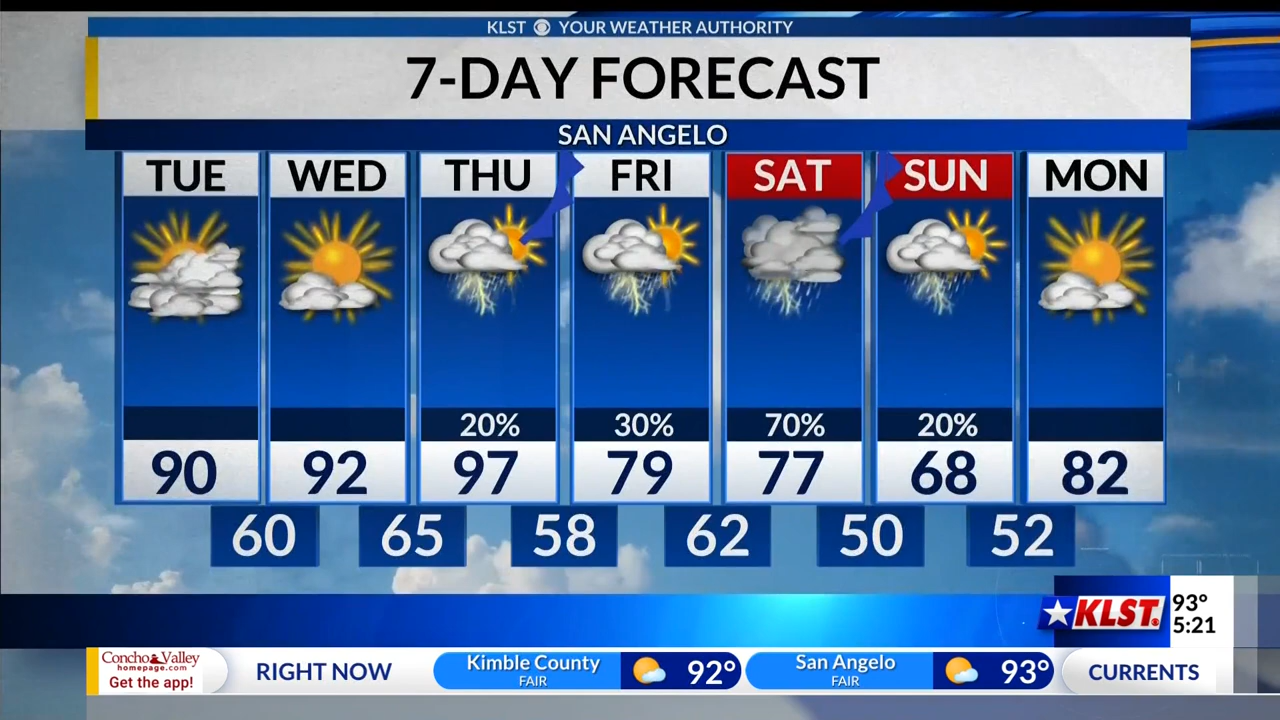 KLST YOUR WEATHER AUTHORITY
7-DAY FORECAST
SAN ANGELO
TUE WED THU FRI SAT SUN MON
20% 30% 70% 20%
90 92 97 79 77 68 82
60 65 58 62 50 52
KLST
93°
5:21
Concho Valley
homepage.com
Get the app!
RIGHT NOW
Kimble County
FAIR
92°
San Angelo
FAIR
93°
CURRENTS